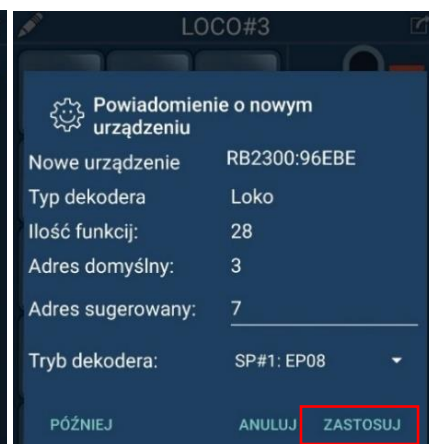 LOCO#3
Powiadomienie o nowym
urządzeniu
Nowe urządzenie RB2300:96EBE
Typ dekodera Loko
Ilość funkcij: 28
Adres domyślny: 3
Adres sugerowany: 7
Tryb dekodera: SP#1: EP08
PÓŹNIEJ ANULUJ ZASTOSUJ